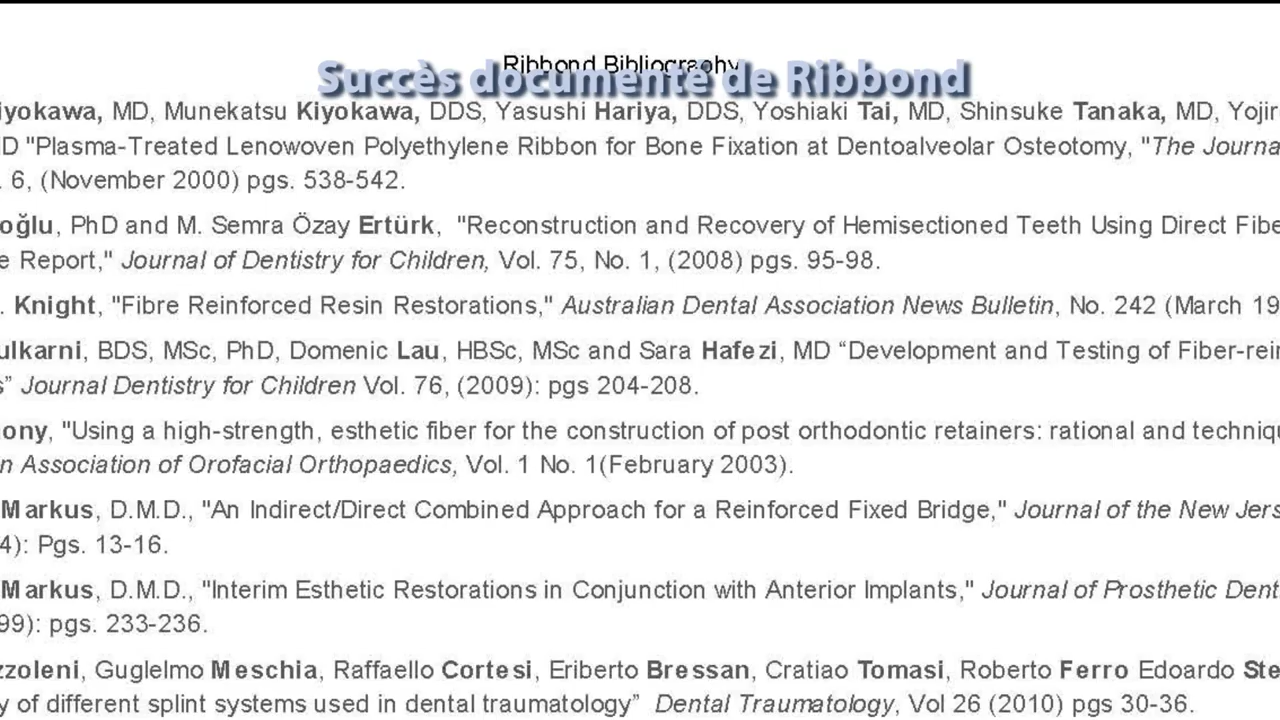 Ribbond Bibliography
Succès documenté de Ribbond
iyokawa, MD, Munekatsu Kiyokawa, DDS, Yasushi Hariya, DDS, Yoshiaki Tai, MD, Shinsuke Tanaka, MD, Yojir
D "Plasma-Treated Lenowoven Polyethylene Ribbon for Bone Fixation at Dentoalveolar Osteotomy, "The Journa
. 6, (November 2000) pgs. 538-542.
oğlu, PhD and M. Semra Özay Ertürk, "Reconstruction and Recovery of Hemisectioned Teeth Using Direct Fibe
e Report," Journal of Dentistry for Children, Vol. 75, No. 1, (2008) pgs. 95-98.
. Knight, "Fibre Reinforced Resin Restorations," Australian Dental Association News Bulletin, No. 242 (March 19
ulkarni, BDS, MSc, PhD, Domenic Lau, HBSc, MSc and Sara Hafezi, MD “Development and Testing of Fiber-rein
s” Journal Dentistry for Children Vol. 76, (2009): pgs 204-208.
ony, "Using a high-strength, esthetic fiber for the construction of post orthodontic retainers: rational and techniqu
n Association of Orofacial Orthopaedics, Vol. 1 No. 1(February 2003).
Markus, D.M.D., "An Indirect/Direct Combined Approach for a Reinforced Fixed Bridge," Journal of the New Jers
4): Pgs. 13-16.
Markus, D.M.D., "Interim Esthetic Restorations in Conjunction with Anterior Implants," Journal of Prosthetic Dent
99): pgs. 233-236.
zzoleni, Guglelmo Meschia, Raffaello Cortesi, Eriberto Bressan, Cratiao Tomasi, Roberto Ferro Edoardo Ste
y of different splint systems used in dental traumatology” Dental Traumatology, Vol 26 (2010) pgs 30-36.